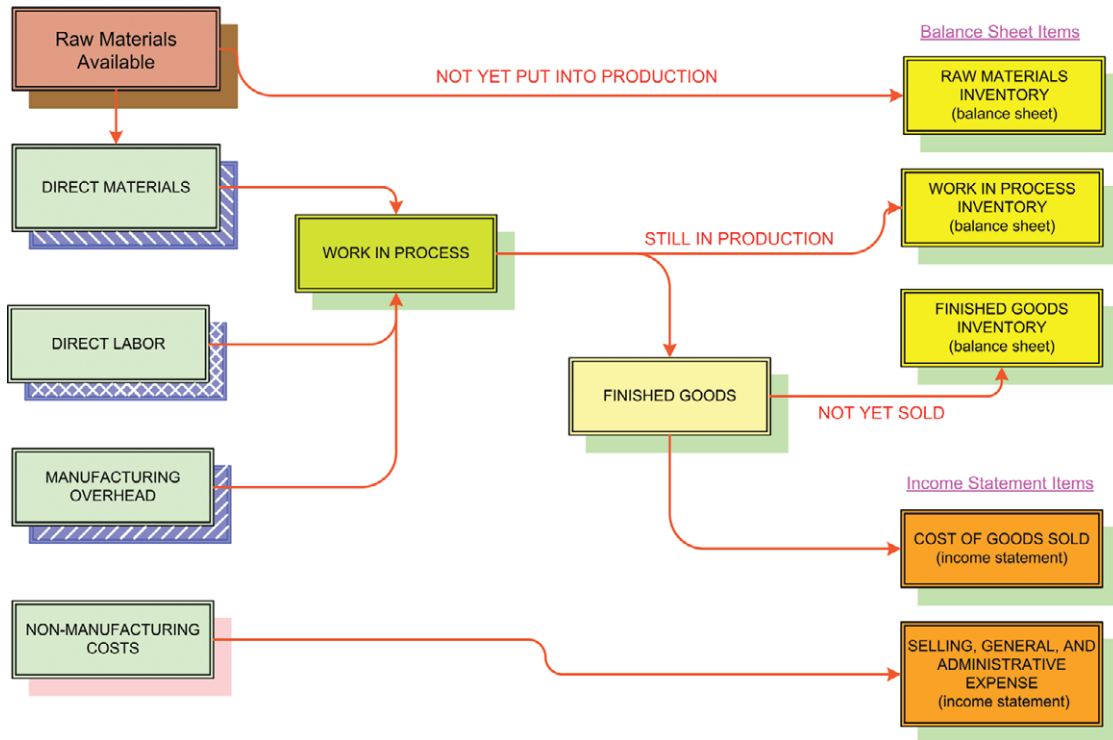 Raw Materials
Available
Balance Sheet Items
NOT YET PUT INTO PRODUCTION
RAW MATERIALS
INVENTORY
(balance sheet)
DIRECT MATERIALS
WORK IN PROCESS
INVENTORY
(balance sheet)
WORK IN PROCESS
STILL IN PRODUCTION
FINISHED GOODS
INVENTORY
(balance sheet)
DIRECT LABOR
FINISHED GOODS
NOT YET SOLD
MANUFACTURING
OVERHEAD
Income Statement Items
COST OF GOODS SOLD
(income statement)
NON-MANUFACTURING
COSTS
SELLING, GENERAL, AND
ADMINISTRATIVE
EXPENSE
(income statement)